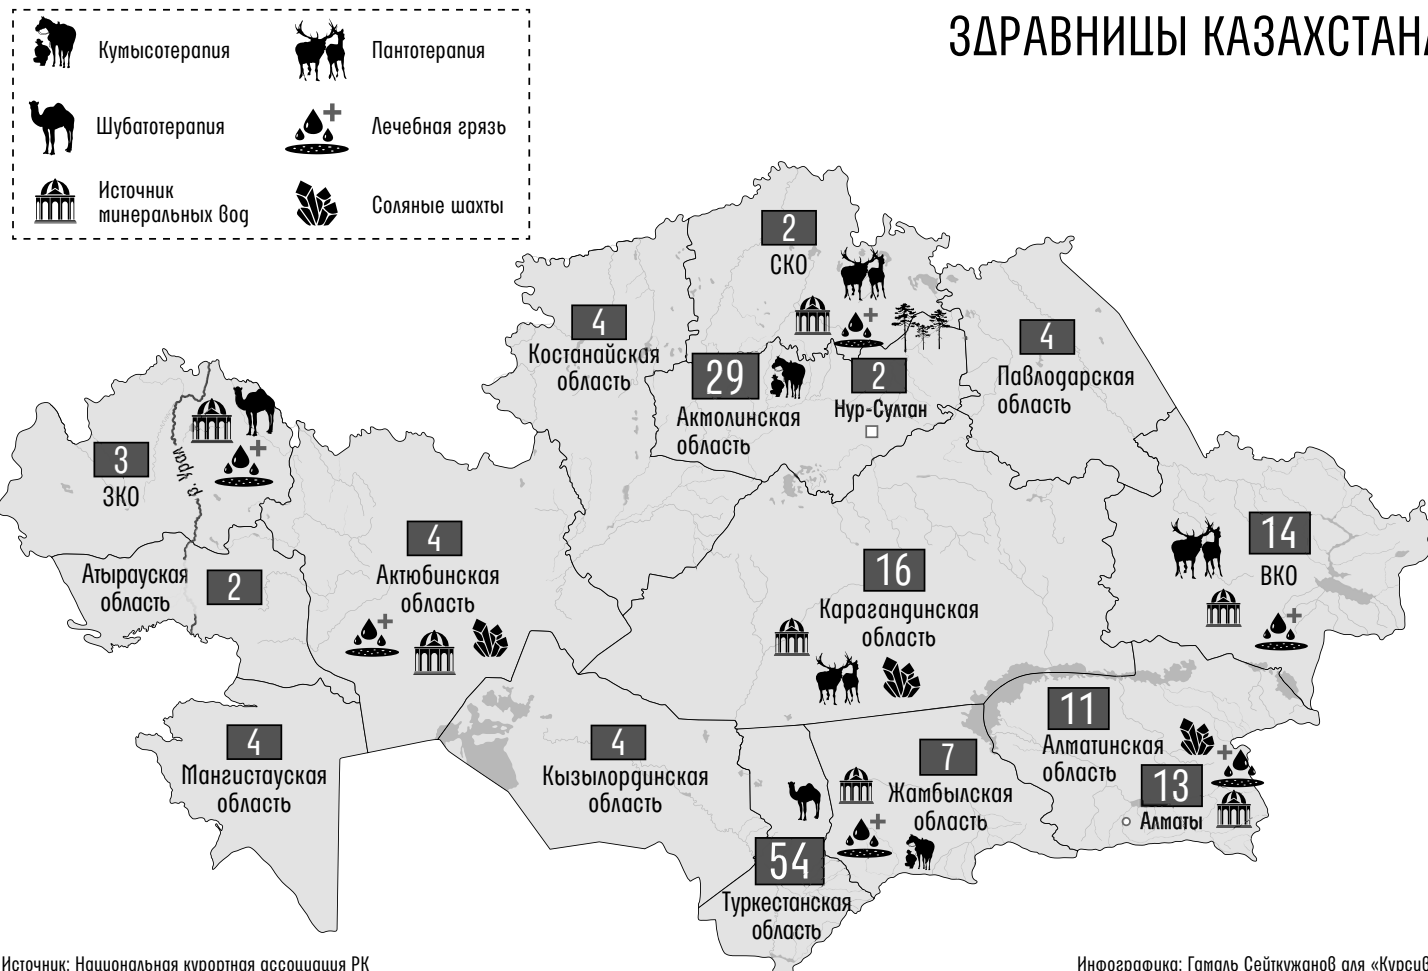 ЗДРАВНИЦЫ КАЗАХСТАНА
Кумысотерапия
Пантотерапия
Шубатотерапия
Лечебная грязь
Источник
минеральных вод
Соляные шахты
2
СКО
4
Костанайская
область
29
Акмолинская
область
2
Нур-Султан
4
Павлодарская
область
3
ЗКО
р. Урал
Атырауская
область
2
4
Актюбинская
область
16
Карагандинская
область
14
ВКО
4
Мангистауская
область
4
Кызылординская
область
7
Жамбылская
область
11
Алматинская
область
13
Алматы
54
Туркестанская
область
Источник: Национальная курортная ассоциация РК
Инфографика: Гамаль Сейткужанов для «Курсив